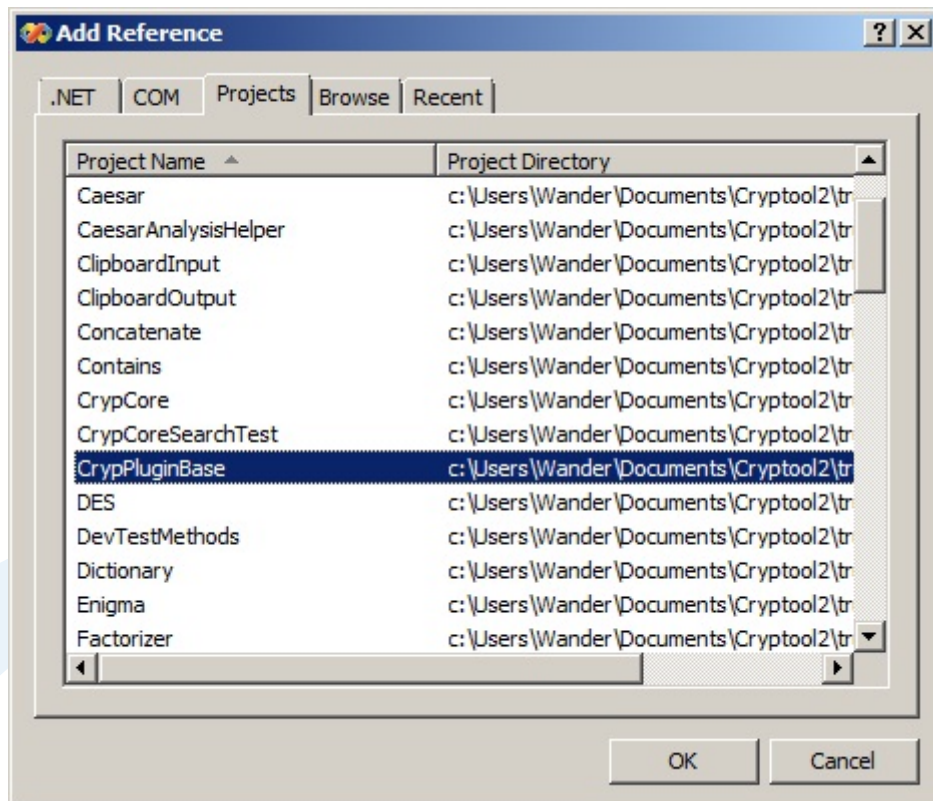 Add Reference
.NET COM Projects Browse Recent
Project Name Project Directory
Caesar c:\Users\Wander\Documents\Cryptool2\tr
CaesarAnalysisHelper c:\Users\Wander\Documents\Cryptool2\tr
ClipboardInput c:\Users\Wander\Documents\Cryptool2\tr
ClipboardOutput c:\Users\Wander\Documents\Cryptool2\tr
Concatenate c:\Users\Wander\Documents\Cryptool2\tr
Contains c:\Users\Wander\Documents\Cryptool2\tr
CrypCore c:\Users\Wander\Documents\Cryptool2\tr
CrypCoreSearchTest c:\Users\Wander\Documents\Cryptool2\tr
CrypPluginBase c:\Users\Wander\Documents\Cryptool2\tr
DES c:\Users\Wander\Documents\Cryptool2\tr
DevTestMethods c:\Users\Wander\Documents\Cryptool2\tr
Dictionary c:\Users\Wander\Documents\Cryptool2\tr
Enigma c:\Users\Wander\Documents\Cryptool2\tr
Factorizer c:\Users\Wander\Documents\Cryptool2\tr
OK Cancel